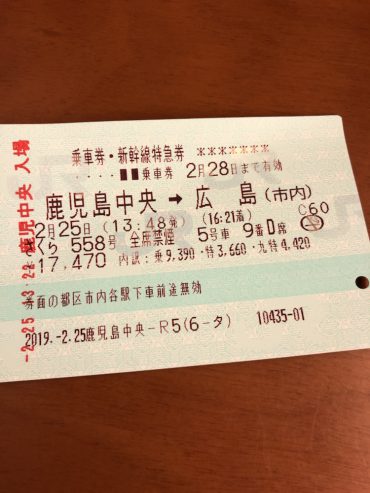 乗車券・新幹線特急券 ※※※※※※※
・・・・■■乗車券 2月28日まで有効
鹿児島中央 → 広島(市内)
2月25日(13:48発) (16:21着) C60
558号 全席禁煙 5号車 9番D席
¥17,470 内訳:乗9,390・特3,660・九特4,420
券面の都区市内各駅下車前途無効
2019.-2.25鹿児島中央-R5(6-タ) 10435-01
鹿児島中央 入場